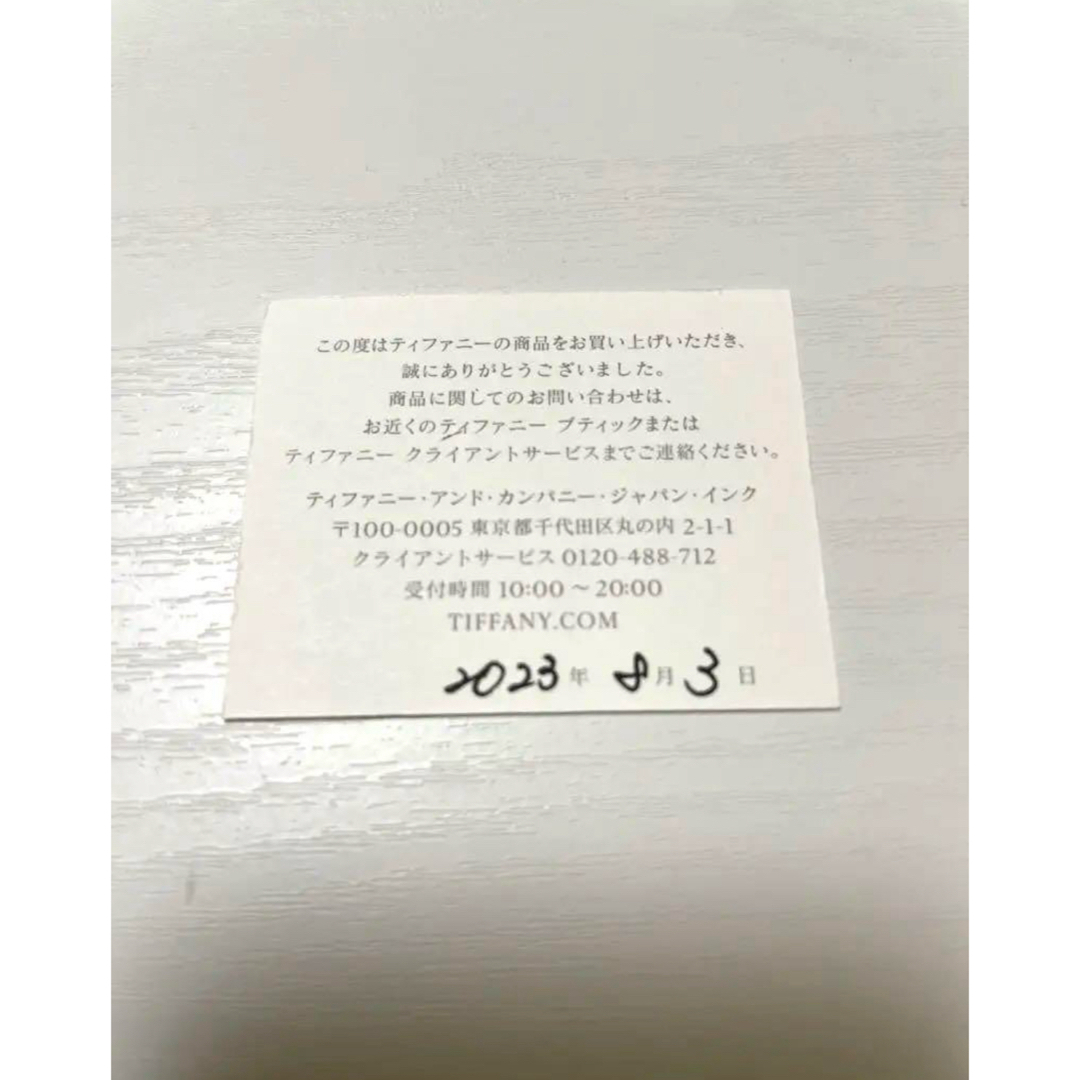 この度はティファニーの商品をお買い上げいただき、
誠にありがとうございました。
商品に関してのお問い合わせは、
お近くのティファニー ブティックまたは
ティファニー クライアントサービスまでご連絡ください。
ティファニー・アンド・カンパニー・ジャパン・インク
〒100-0005 東京都千代田区丸の内 2-1-1
クライアントサービス 0120-488-712
受付時間 10:00 〜 20:00
TIFFANY.COM
2023年 8月 3日